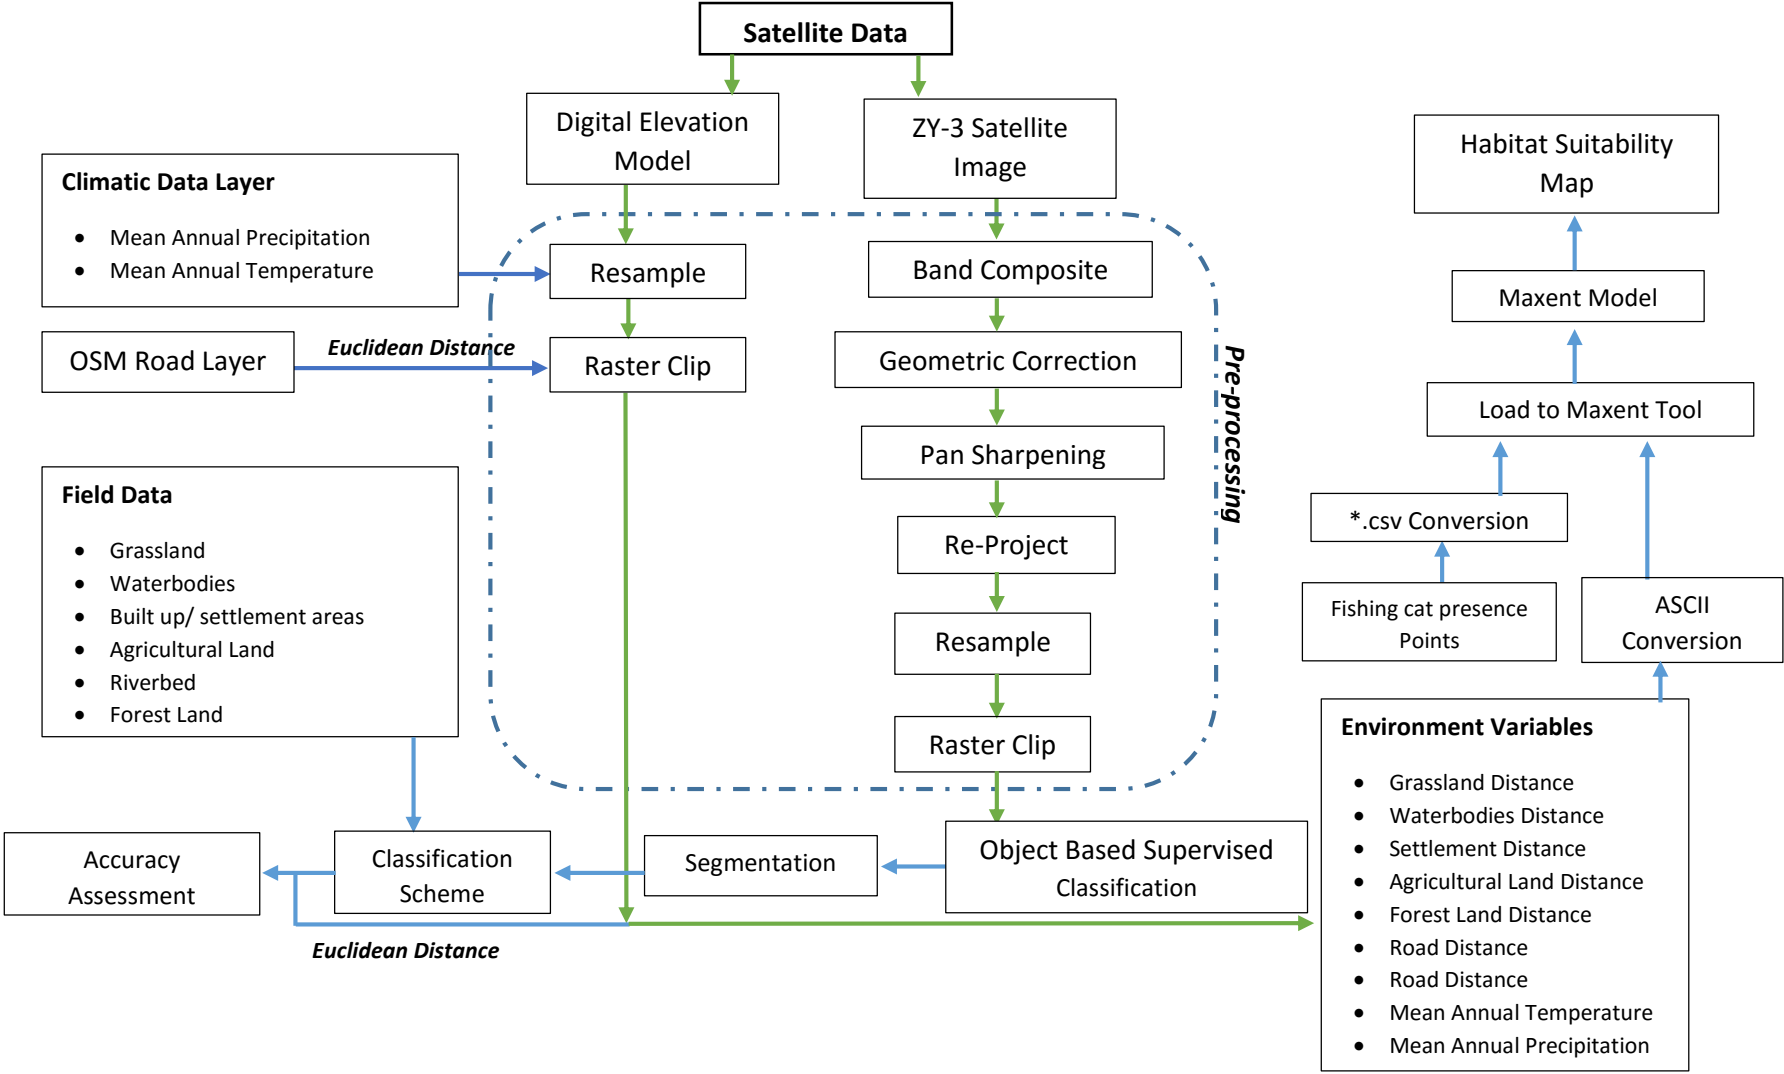 Satellite Data
Digital Elevation
Model
ZY-3 Satellite
Image
Climatic Data Layer
• Mean Annual Precipitation
• Mean Annual Temperature
OSM Road Layer
Euclidean Distance
Resample
Raster Clip
Band Composite
Geometric Correction
Pan Sharpening
Re-Project
Resample
Raster Clip
Pre-processing
Field Data
• Grassland
• Waterbodies
• Built up/ settlement areas
• Agricultural Land
• Riverbed
• Forest Land
Accuracy
Assessment
Classification
Scheme
Segmentation
Object Based Supervised
Classification
Euclidean Distance
Habitat Suitability
Map
Maxent Model
Load to Maxent Tool
*.csv Conversion
Fishing cat presence
Points
ASCII
Conversion
Environment Variables
• Grassland Distance
• Waterbodies Distance
• Settlement Distance
• Agricultural Land Distance
• Forest Land Distance
• Road Distance
• Road Distance
• Mean Annual Temperature
• Mean Annual Precipitation